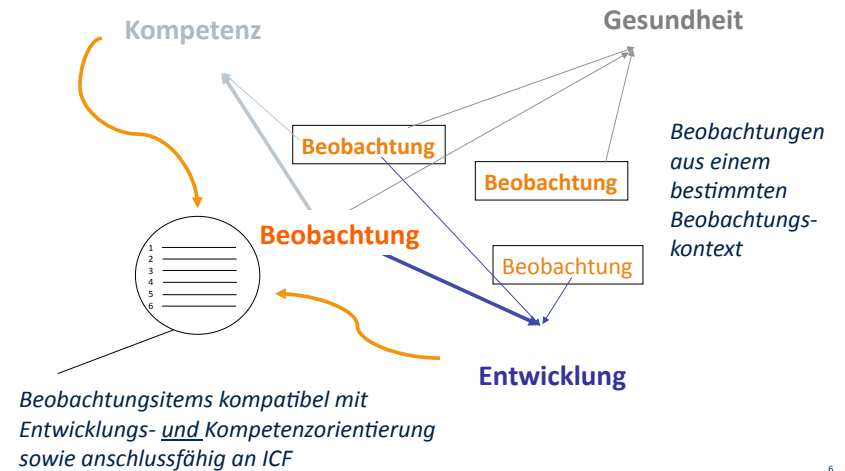 Kompetenz
Gesundheit
Beobachtung
Beobachtung
Beobachtung
Beobachtung
Beobachtungen
aus einem
bestimmten
Beobachtungs-
kontext
1
2
3
4
5
6
Entwicklung
Beobachtungsitems kompatibel mit
Entwicklungs- und Kompetenzorientierung
sowie anschlussfähig an ICF
6